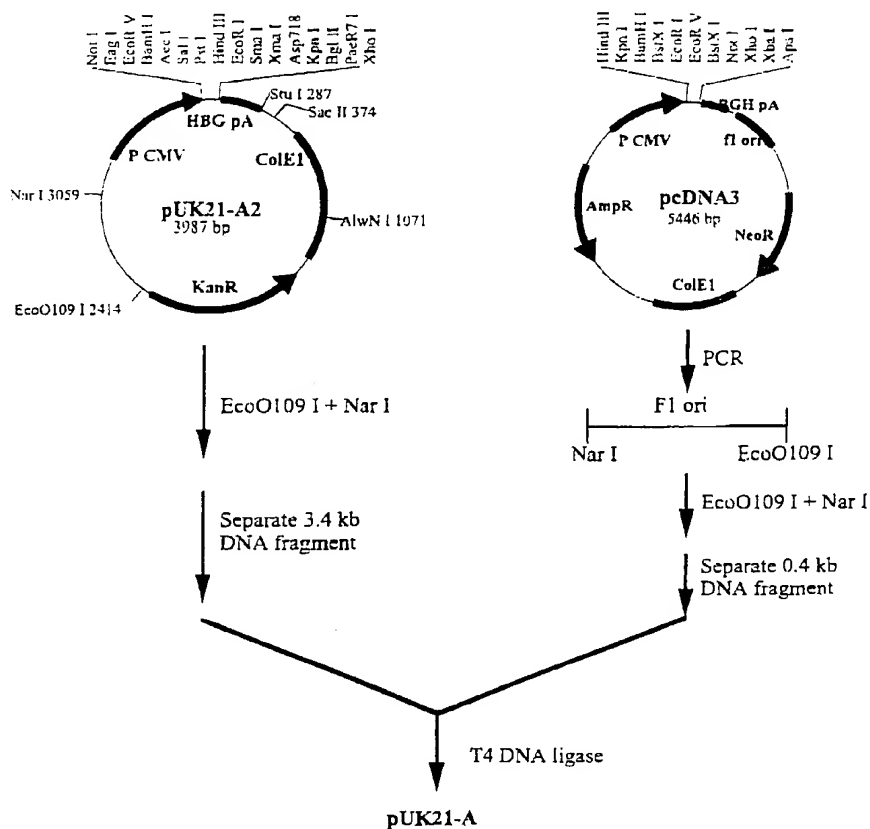 Not I
Eag I
EcoR V
BamH I
Acc I
Sal I
Pst I
Hind III
EcoR I
Sma I
Xma I
Asp718
Kpn I
Bgl II
PaeR7 I
Xho I
Stu I 287
Sac II 374
HBG pA
P CMV
ColE1
Nar I 3059
pUK21-A2
3987 bp
AlwN I 1071
KanR
EcoO109 I 2414
Hind III
Kpn I
BamH I
BstX I
EcoR I
EcoR V
BstX I
Not I
Xho I
Xba I
Apa I
BGH pA
P CMV
f1 ori
AmpR
pcDNA3
5446 bp
NeoR
ColE1
EcoO109 I + Nar I
Separate 3.4 kb
DNA fragment
PCR
F1 ori
Nar I
EcoO109 I
EcoO109 I + Nar I
Separate 0.4 kb
DNA fragment
T4 DNA ligase
pUK21-A